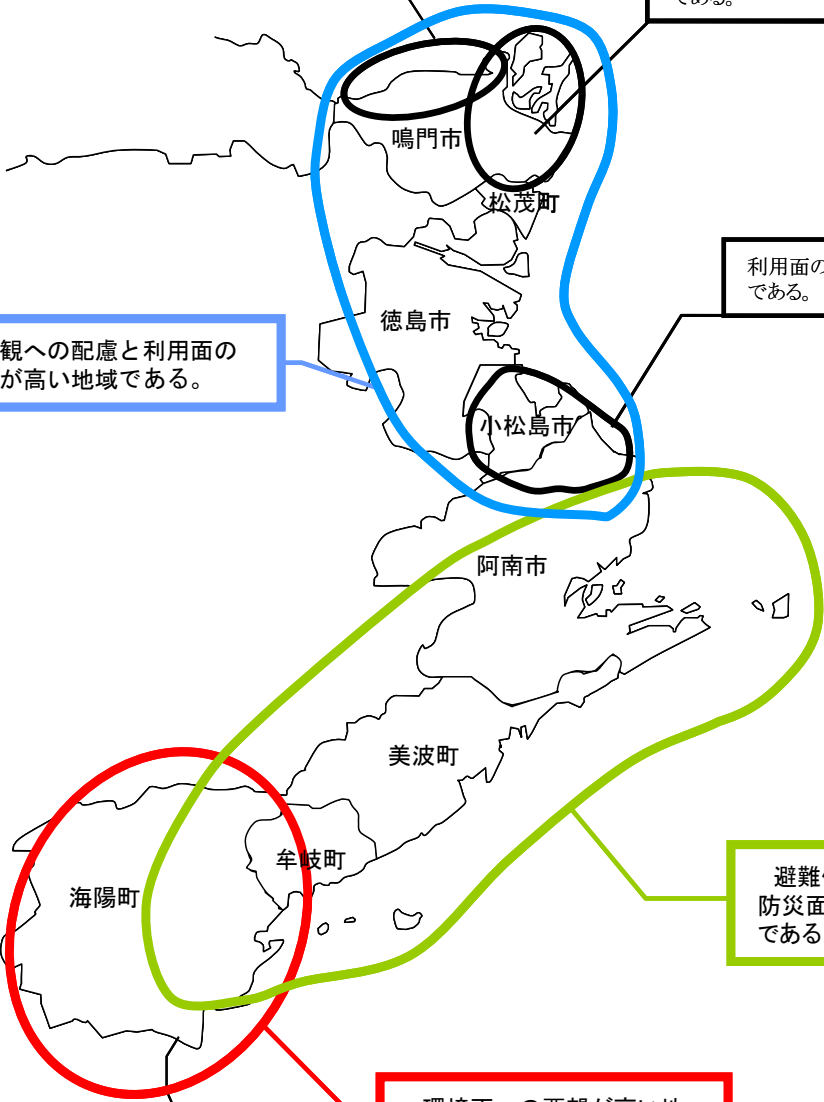 である。
鳴門市
松茂町
利用面の
である。
徳島市
観への配慮と利用面の
が高い地域である。
小松島市
阿南市
美波町
牟岐町
海陽町
避難
防災面
である